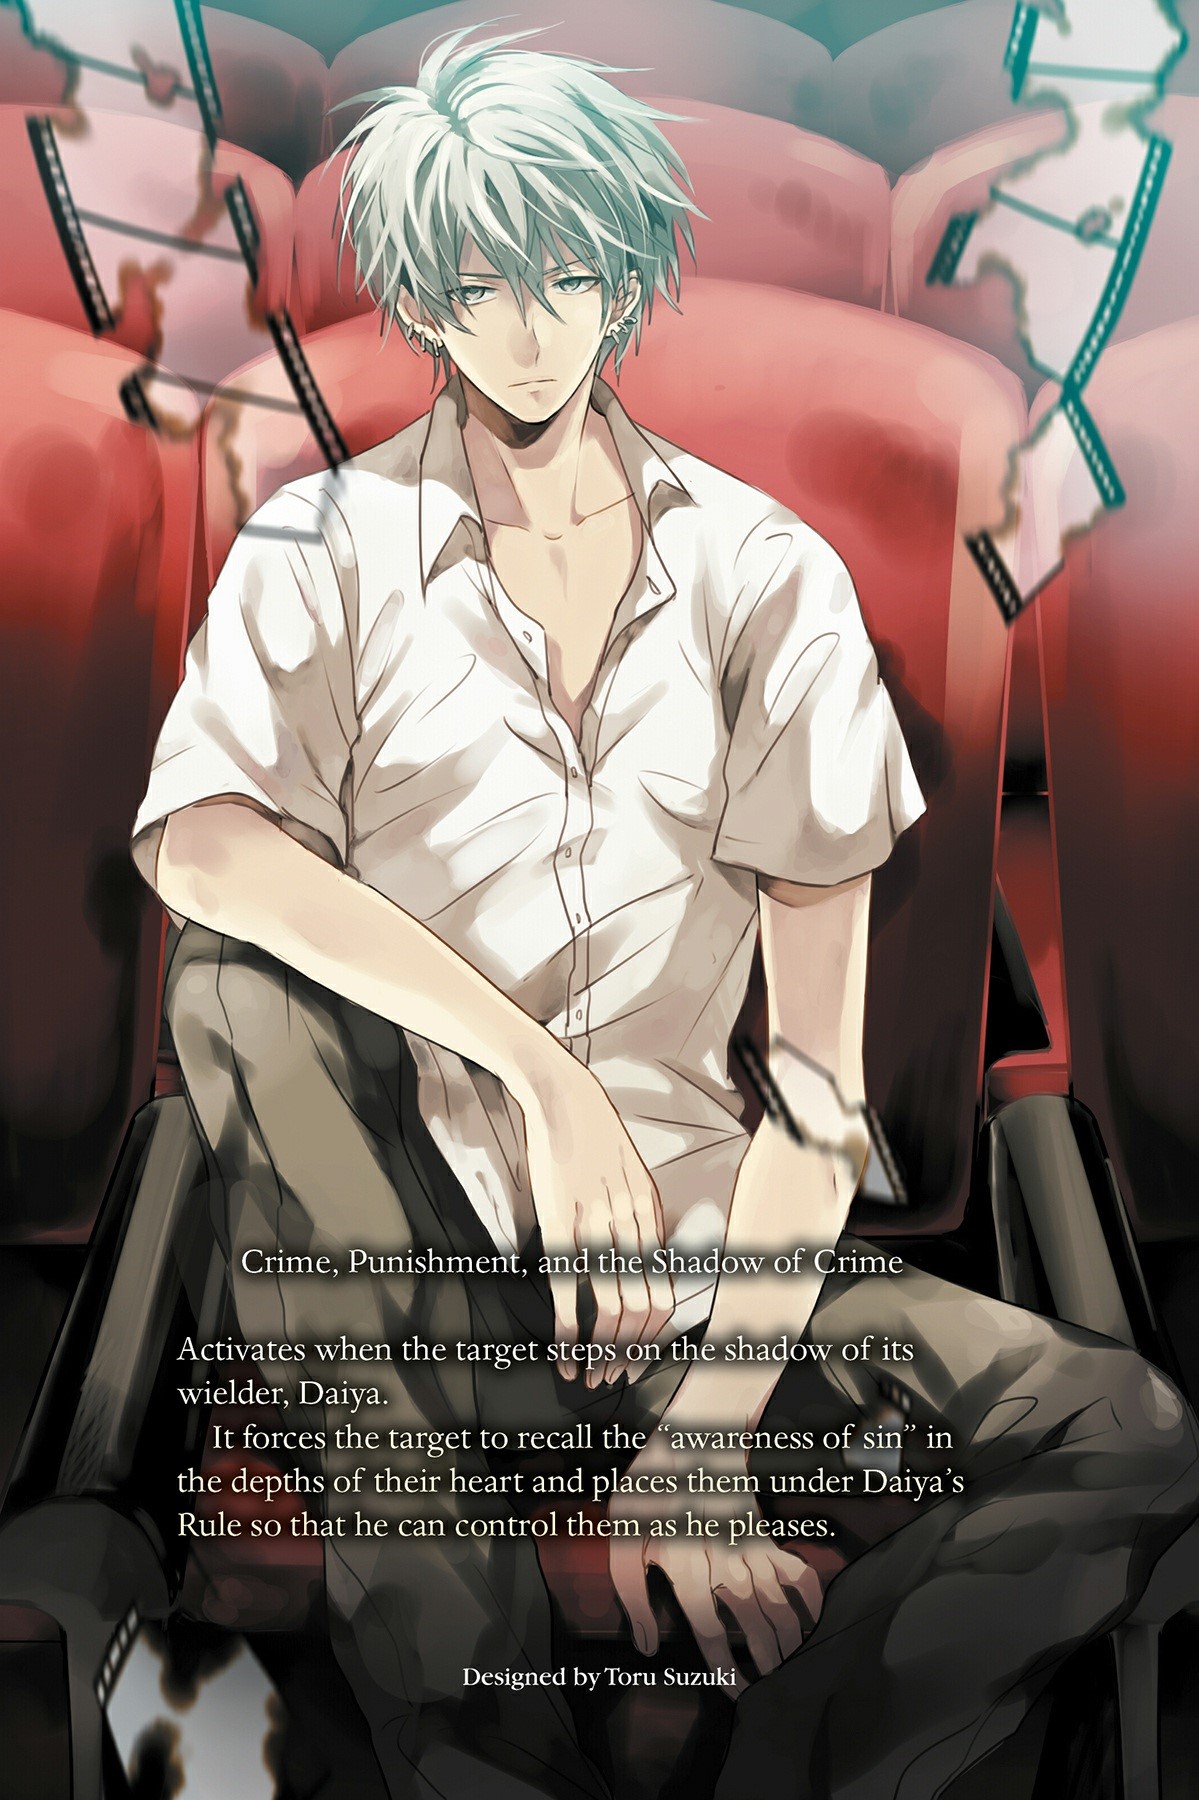 Crime, Punishment, and the Shadow of Crime
Activates when the target steps on the shadow of its
wielder, Daiya.
It forces the target to recall the “awareness of sin” in
the depths of their heart and places them under Daiya’s
Rule so that he can control them as he pleases.
Designed by Toru Suzuki